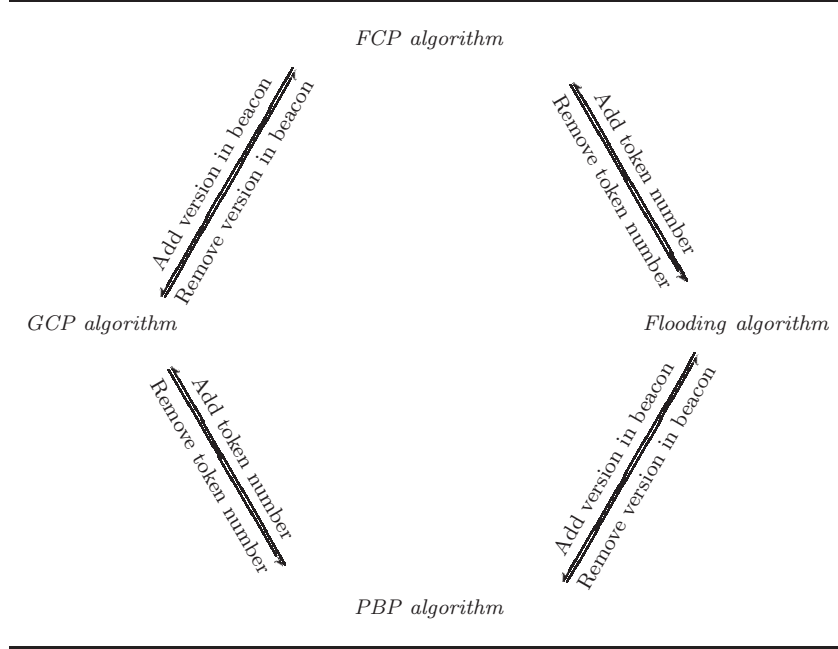 FCP algorithm
Add version in beacon
Remove version in beacon
Add token number
Remove token number
GCP algorithm
Flooding algorithm
Add token number
Remove token number
Add version in beacon
Remove version in beacon
PBP algorithm